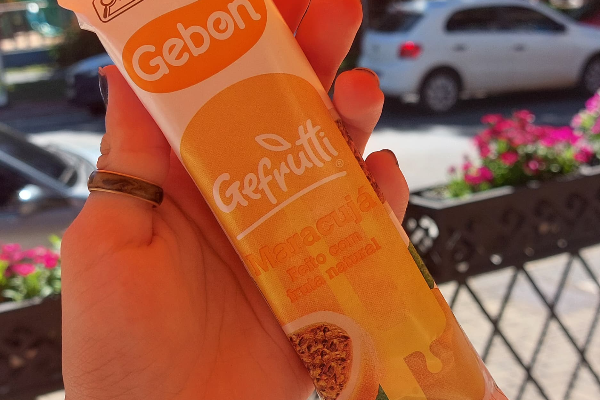 Gebon
Gefrutti®
Maracujá
Feito com
fruta natural